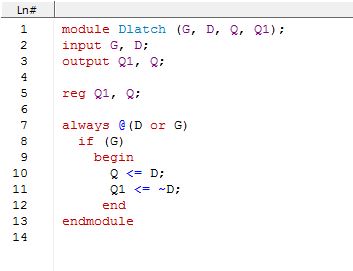 Ln#
1 module Dlatch (G, D, Q, Q1);
2 input G, D;
3 output Q1, Q;
4
5 reg Q1, Q;
6
7 always @(D or G)
8 if (G)
9 begin
10 Q <= D;
11 Q1 <= ~D;
12 end
13 endmodule
14